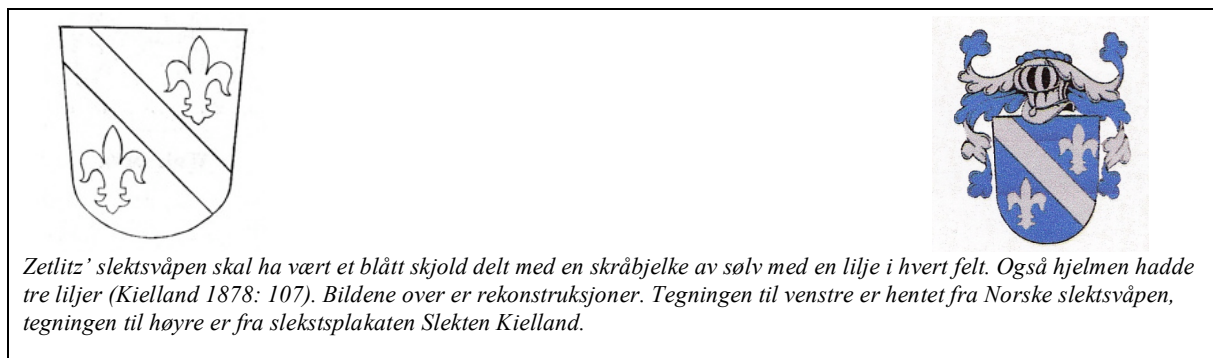 Zetlitz’ slektsvåpen skal ha vært et blått skjold delt med en skråbjelke av sølv med en lilje i hvert felt. Også hjelmen hadde
tre liljer (Kielland 1878: 107). Bildene over er rekonstruksjoner. Tegningen til venstre er hentet fra Norske slektsvåpen,
tegningen til høyre er fra slekstsplakaten Slekten Kielland.